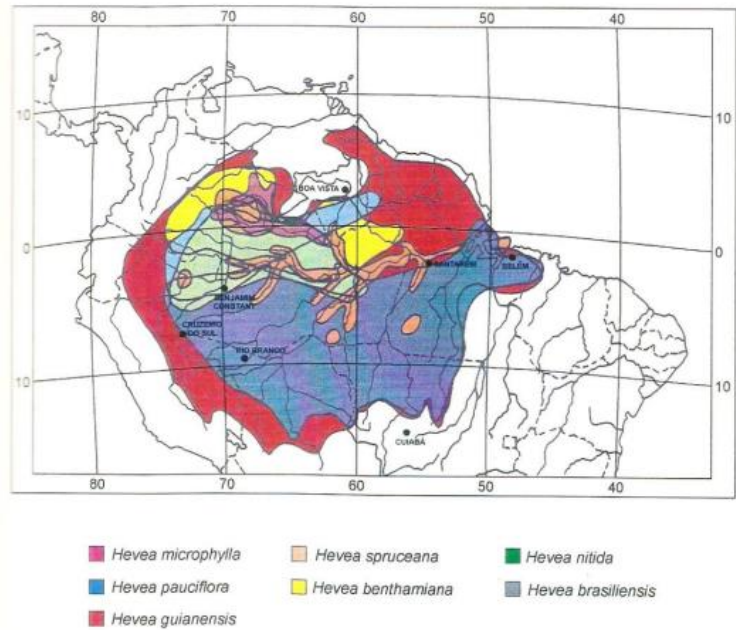 80 70 60 50 40
10 10
BOA VISTA
0 0
SANTARÉM BELÉM
BENJAMIN
CONSTANT
CRUZEIRO
DO SUL
RIO BRANCO
10 10
CUIABÁ
80 70 60 50 40
Hevea microphylla Hevea spruceana Hevea nitida
Hevea pauciflora Hevea benthamiana Hevea brasiliensis
Hevea guianensis